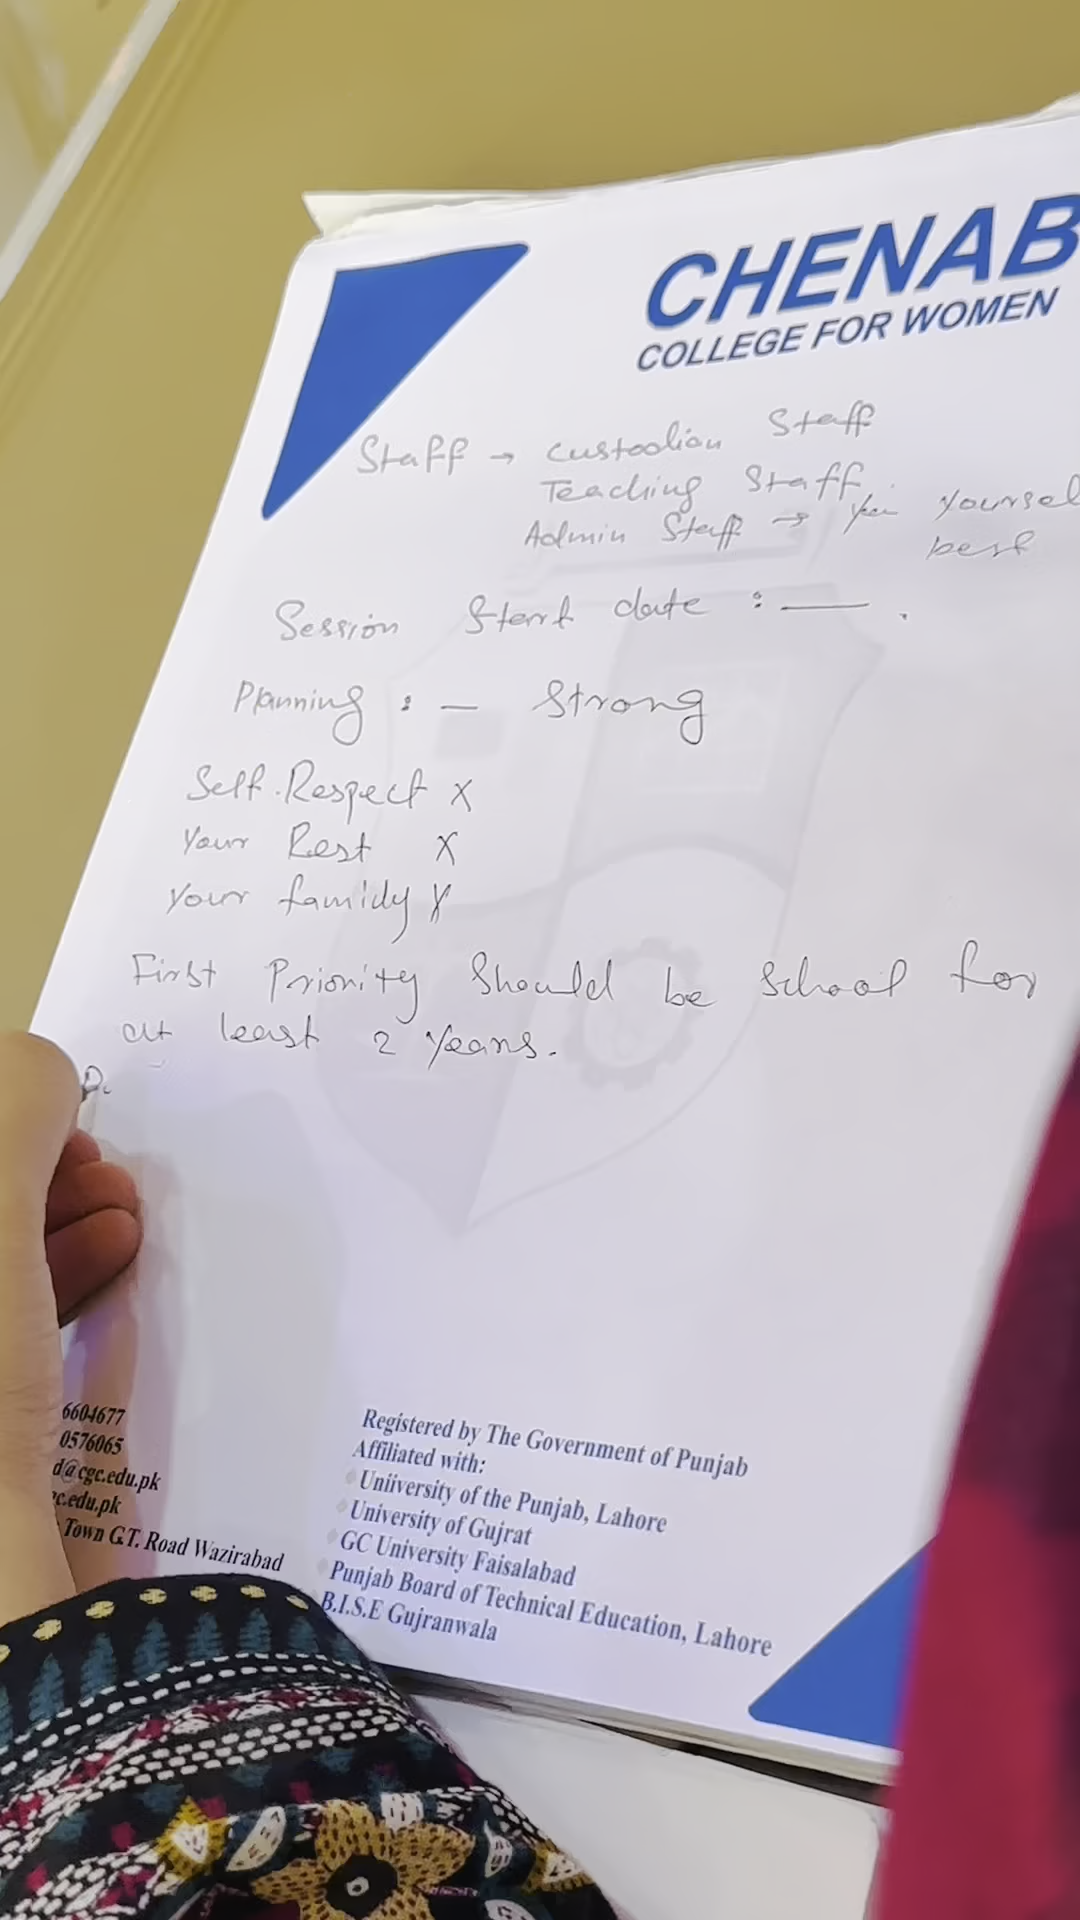 CHENAB
COLLEGE FOR WOMEN
Staff → Custodian Staff
Teaching Staff
Admin Staff → You yoursel
best
Session Start date : — .
Planning : — Strong
Self.Respect X
Your Rest X
Your family X
First Priority Should be School for
at least 2 years.
P.
6604677
0576065
d@cgc.edu.pk
c.edu.pk
Town G.T. Road Wazirabad
Registered by The Government of Punjab
Affiliated with:
Uniiversity of the Punjab, Lahore
University of Gujrat
GC University Faisalabad
Punjab Board of Technical Education, Lahore
B.I.S.E Gujranwala